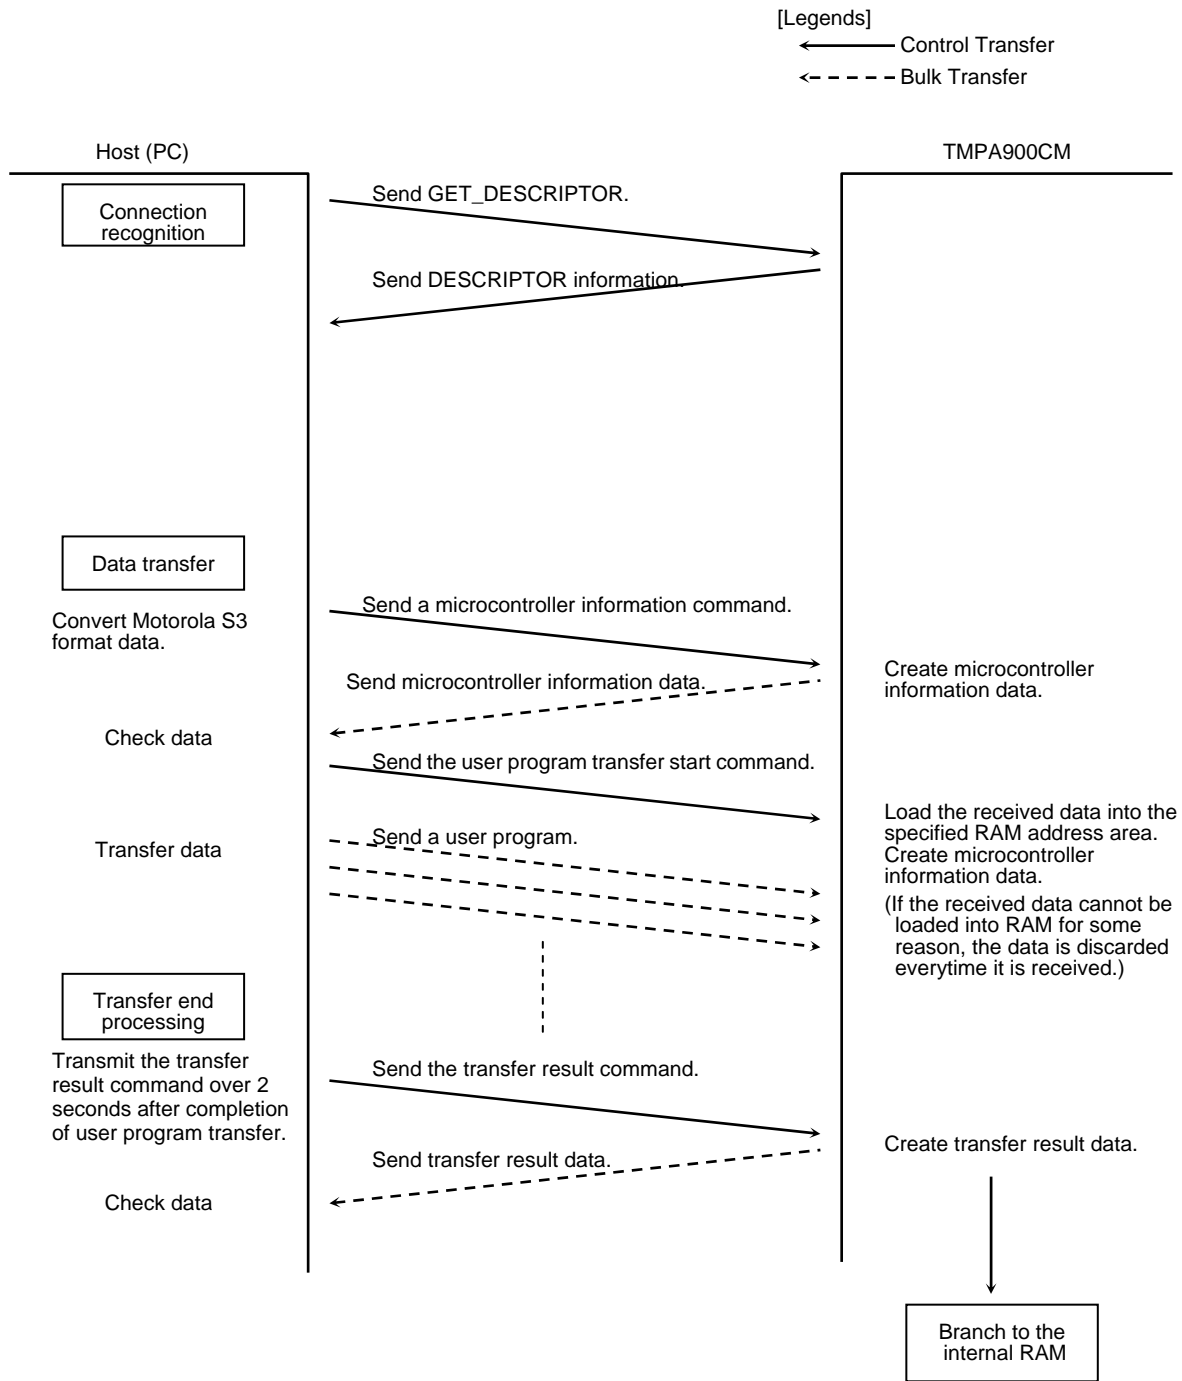 [Legends]
Control Transfer
Bulk Transfer
Host (PC)
TMPA900CM
Connection
recognition
Send GET_DESCRIPTOR.
Send DESCRIPTOR information.
Data transfer
Convert Motorola S3
format data.
Send a microcontroller information command.
Create microcontroller
information data.
Send microcontroller information data.
Check data
Send the user program transfer start command.
Load the received data into the
specified RAM address area.
Create microcontroller
information data.
(If the received data cannot be
loaded into RAM for some
reason, the data is discarded
everytime it is received.)
Transfer data
Send a user program.
Transfer end
processing
Transmit the transfer
result command over 2
seconds after completion
of user program transfer.
Send the transfer result command.
Create transfer result data.
Send transfer result data.
Check data
Branch to the
internal RAM